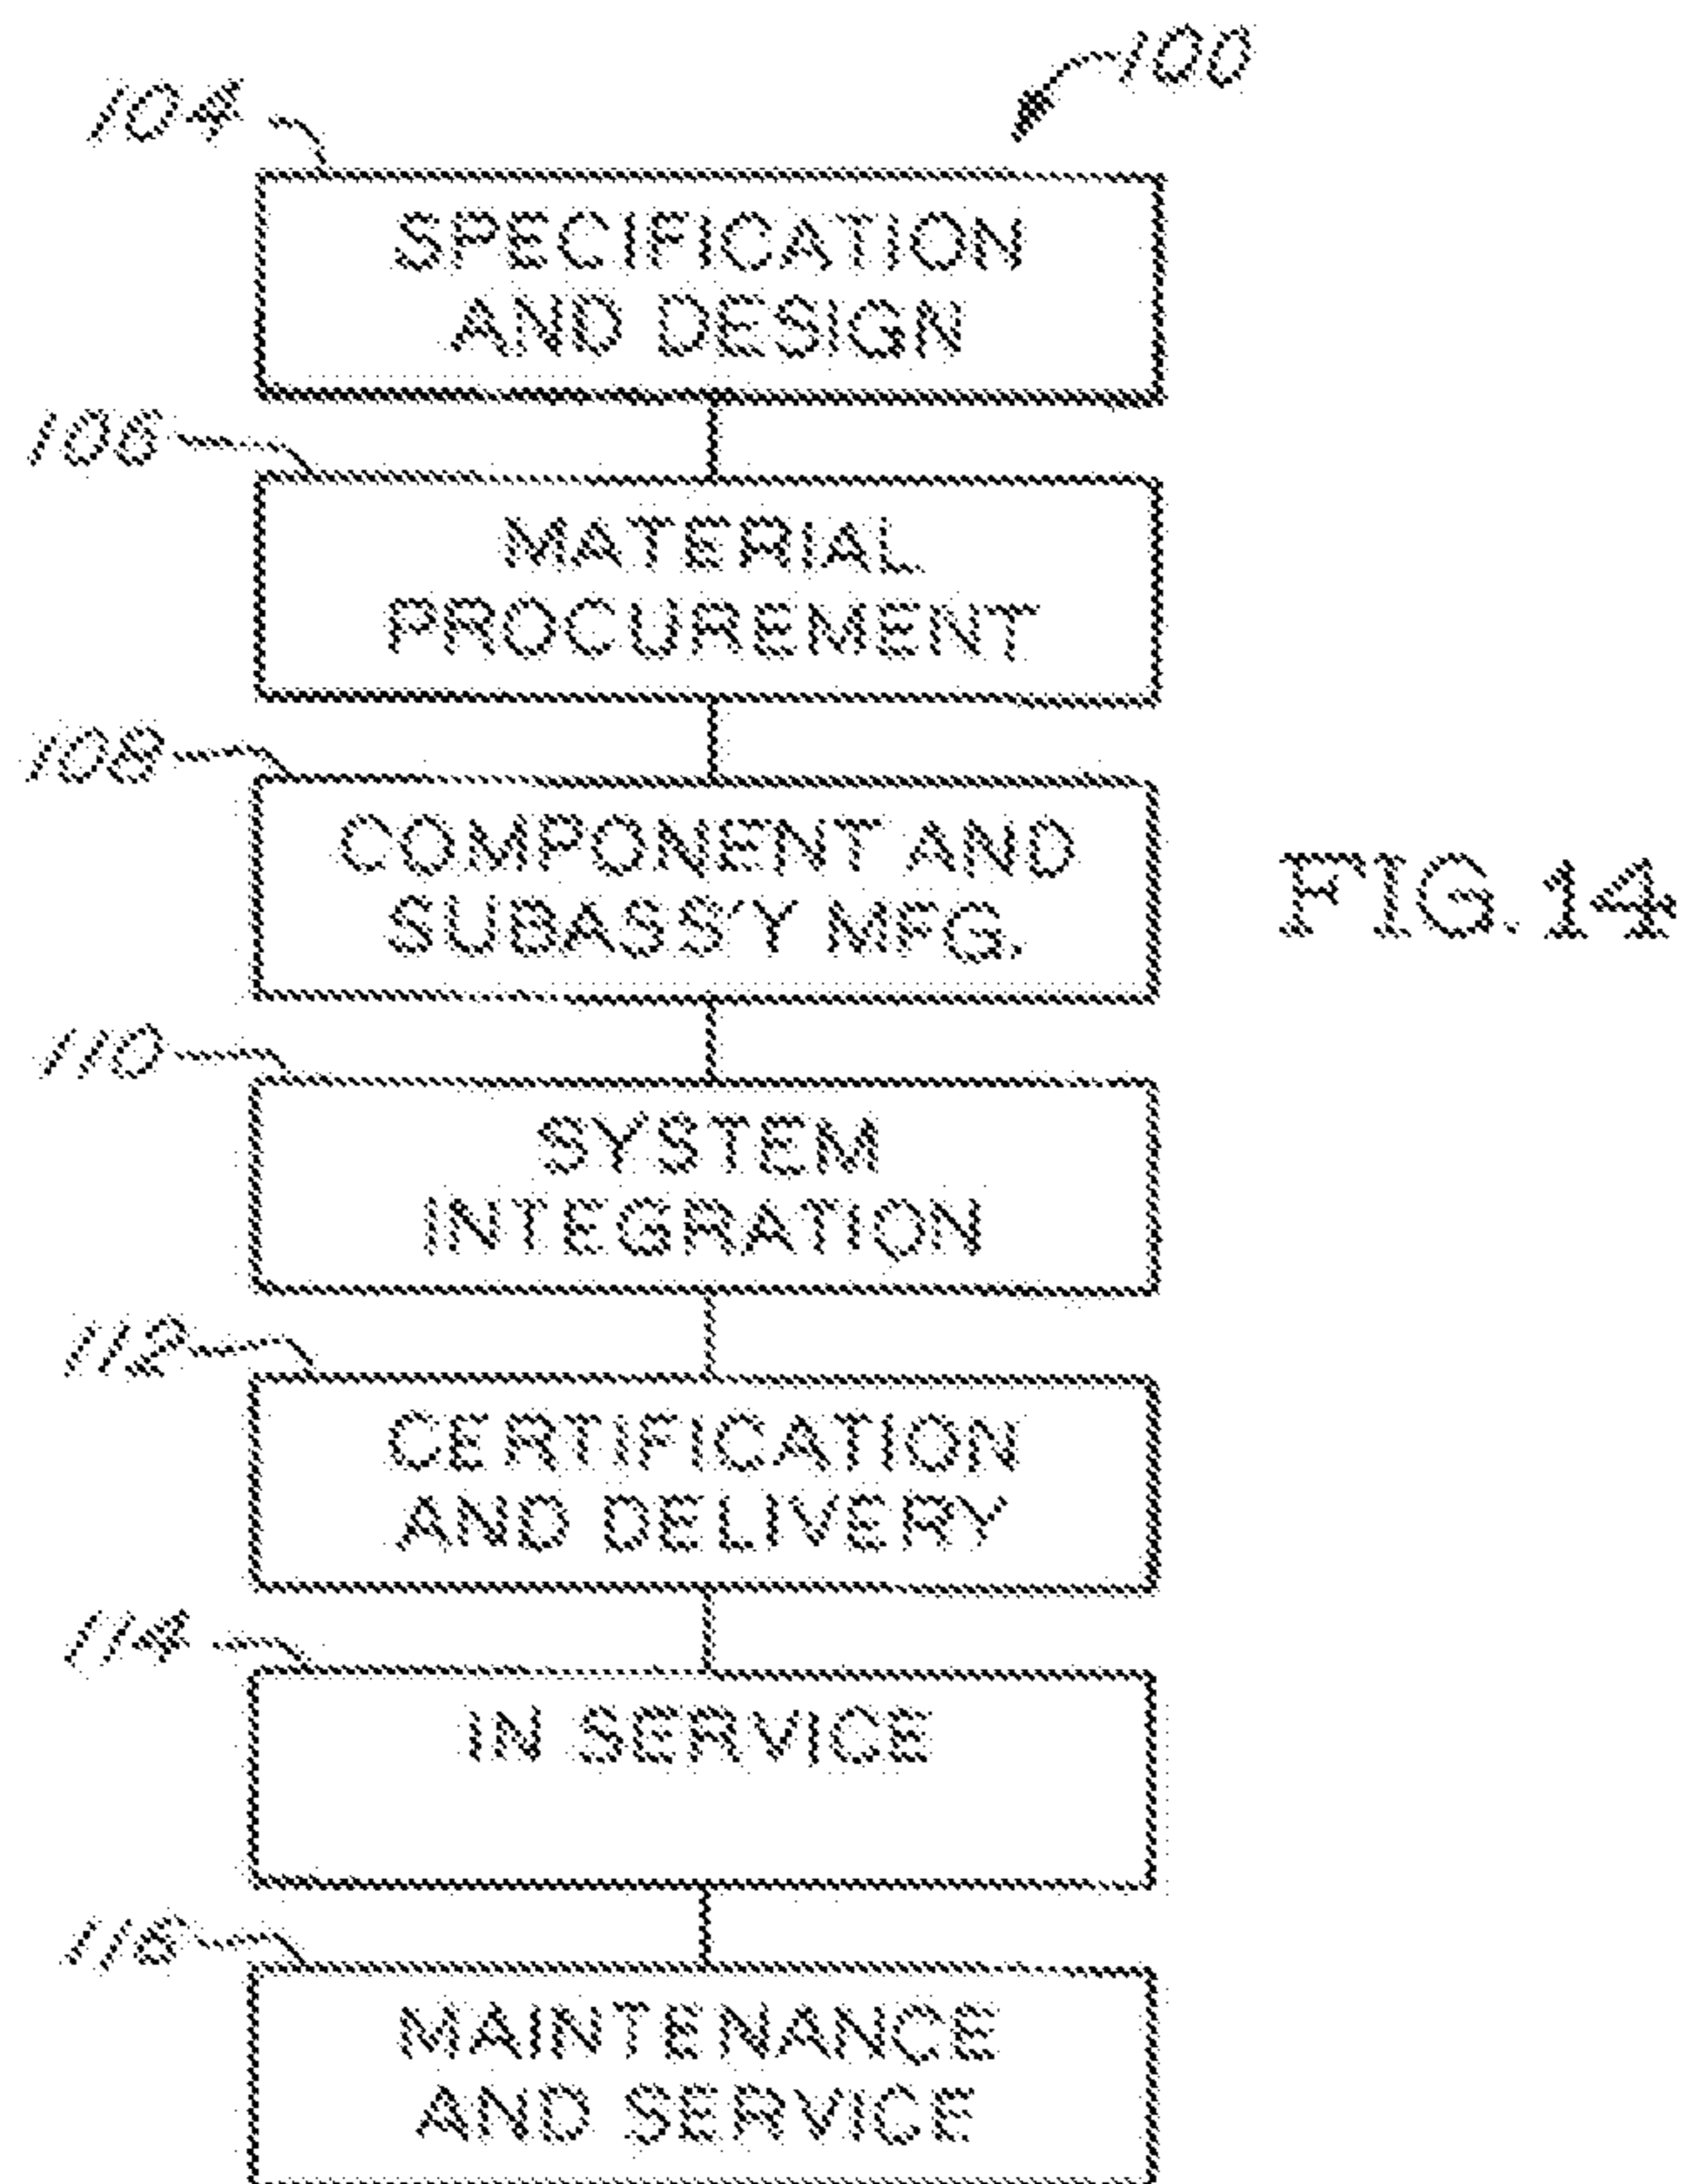 100
104
SPECIFICATION
AND DESIGN
106
MATERIAL
PROCUREMENT
108
COMPONENT AND
SUBASS'Y MFG.
FIG. 14
110
SYSTEM
INTEGRATION
112
CERTIFICATION
AND DELIVERY
114
IN SERVICE
116
MAINTENANCE
AND SERVICE